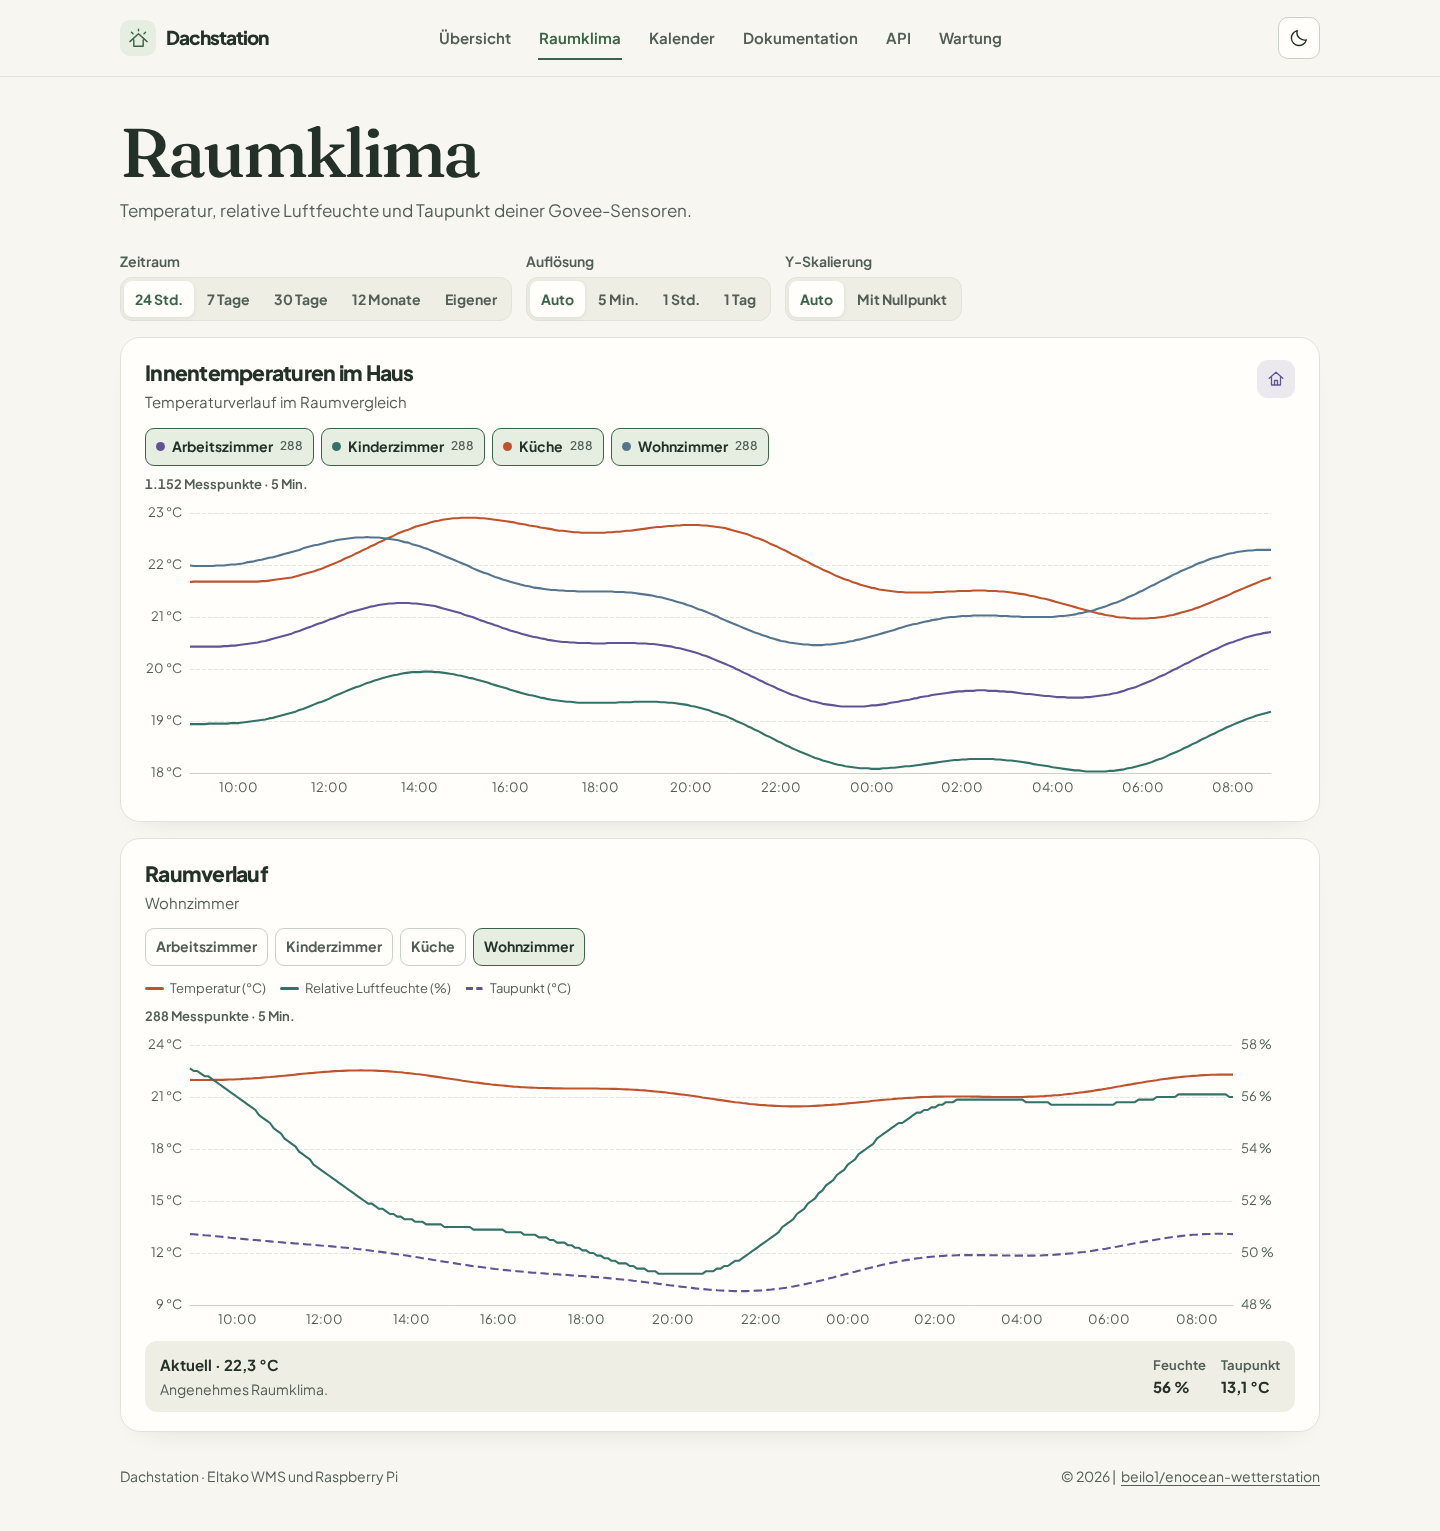 Dachstation
Übersicht Raumklima Kalender Dokumentation API Wartung
Raumklima
Temperatur, relative Luftfeuchte und Taupunkt deiner Govee-Sensoren.
Zeitraum
24 Std. 7 Tage 30 Tage 12 Monate Eigener
Auflösung
Auto 5 Min. 1 Std. 1 Tag
Y-Skalierung
Auto Mit Nullpunkt
Innentemperaturen im Haus
Temperaturverlauf im Raumvergleich
Arbeitszimmer 288 Kinderzimmer 288 Küche 288 Wohnzimmer 288
1.152 Messpunkte · 5 Min.
23 °C
22 °C
21 °C
20 °C
19 °C
18 °C
10:00 12:00 14:00 16:00 18:00 20:00 22:00 00:00 02:00 04:00 06:00 08:00
Raumverlauf
Wohnzimmer
Arbeitszimmer Kinderzimmer Küche Wohnzimmer
Temperatur (°C) Relative Luftfeuchte (%) Taupunkt (°C)
288 Messpunkte · 5 Min.
24 °C 58 %
21 °C 56 %
18 °C 54 %
15 °C 52 %
12 °C 50 %
9 °C 48 %
10:00 12:00 14:00 16:00 18:00 20:00 22:00 00:00 02:00 04:00 06:00 08:00
Aktuell · 22,3 °C
Angenehmes Raumklima.
Feuchte Taupunkt
56 % 13,1 °C
Dachstation · Eltako WMS und Raspberry Pi
© 2026 | beilo1/enocean-wetterstation